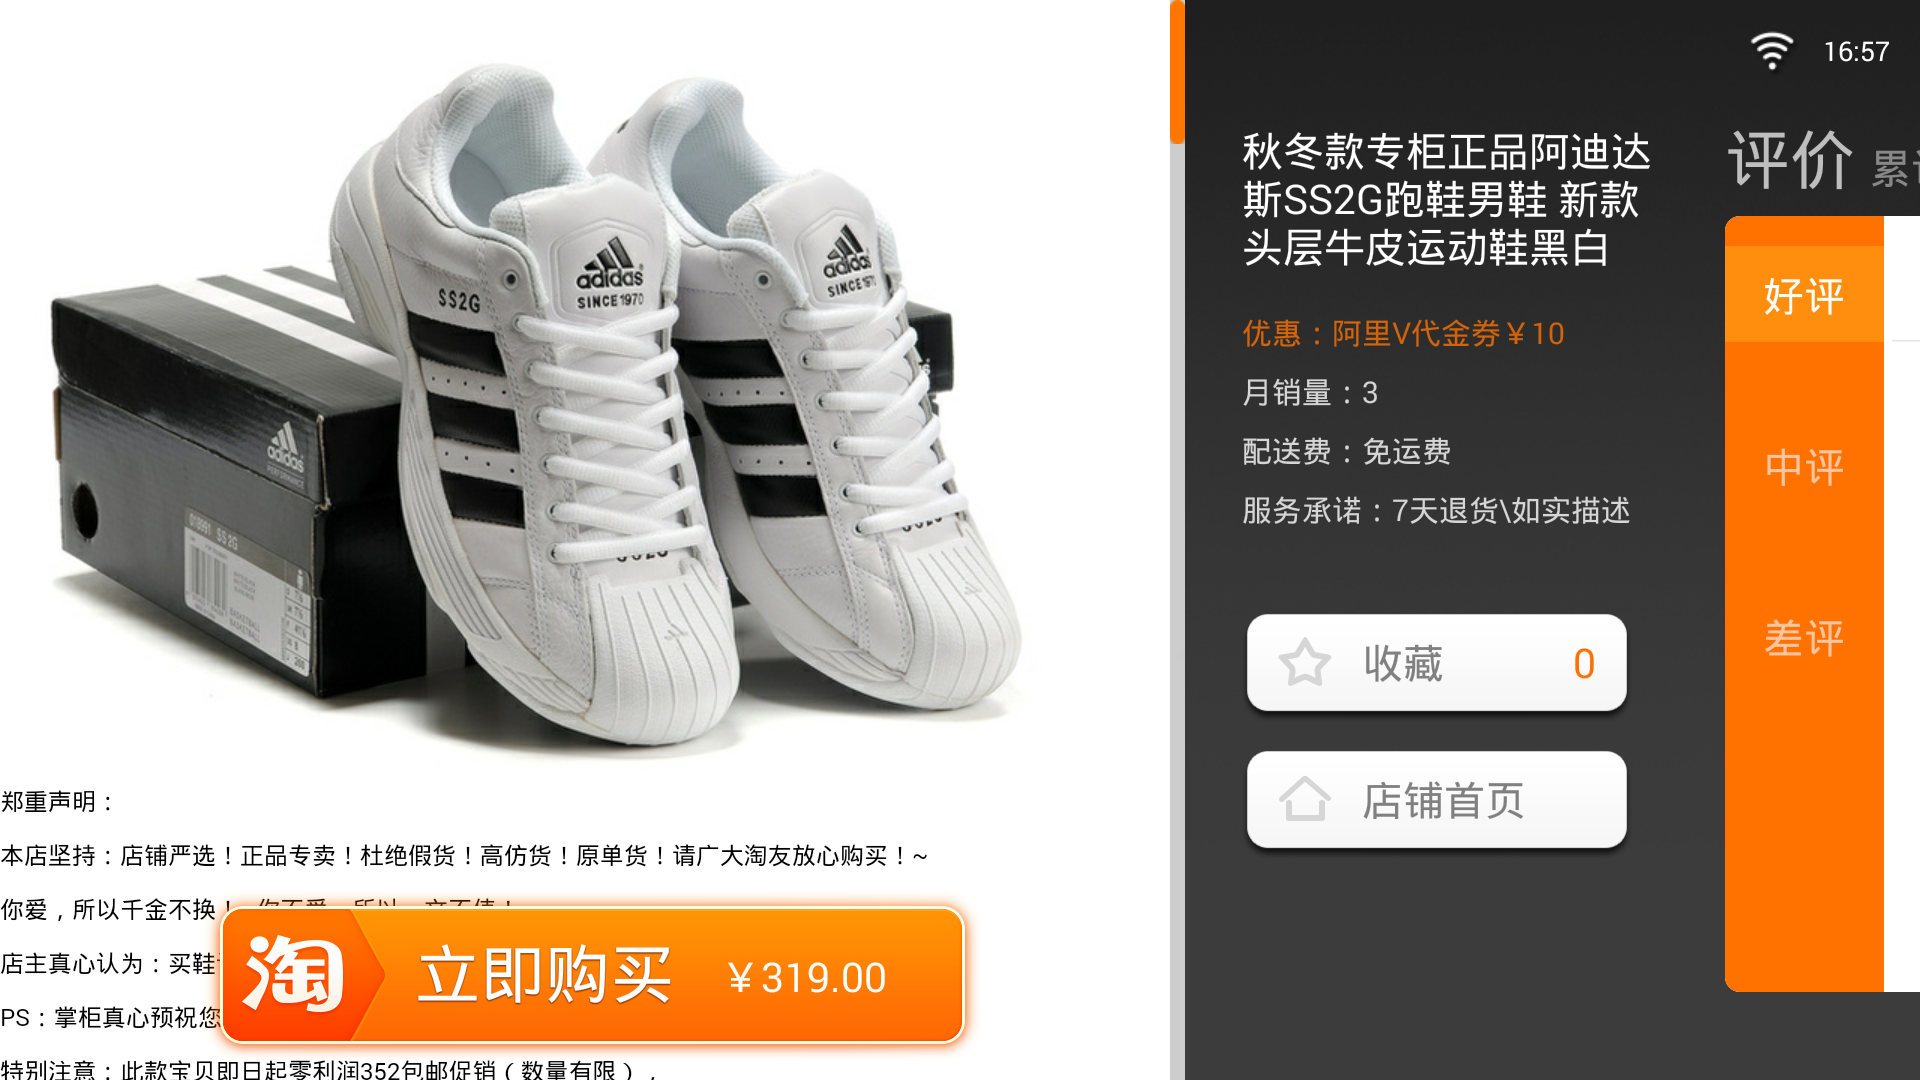 16:57
秋冬款专柜正品阿迪达
斯SS2G跑鞋男鞋 新款
头层牛皮运动鞋黑白
优惠：阿里V代金券￥10
月销量：3
配送费：免运费
服务承诺：7天退货\如实描述
收藏 0
店铺首页
评价 累
好评
中评
差评
adidas
SINCE 1970
SS2G
adidas
SINCE 197
adidas
PERFORMANCE
SS2G
BASKETBALL
BASKETBALL
郑重声明：
本店坚持：店铺严选！正品专卖！杜绝假货！高仿货！原单货！请广大淘友放心购买！~
你爱，所以千金不换！
店主真心认为：买鞋
PS：掌柜真心预祝您
特别注意：此款宝贝即日起零利润352包邮促销（数量有限），
淘 立即购买 ￥319.00